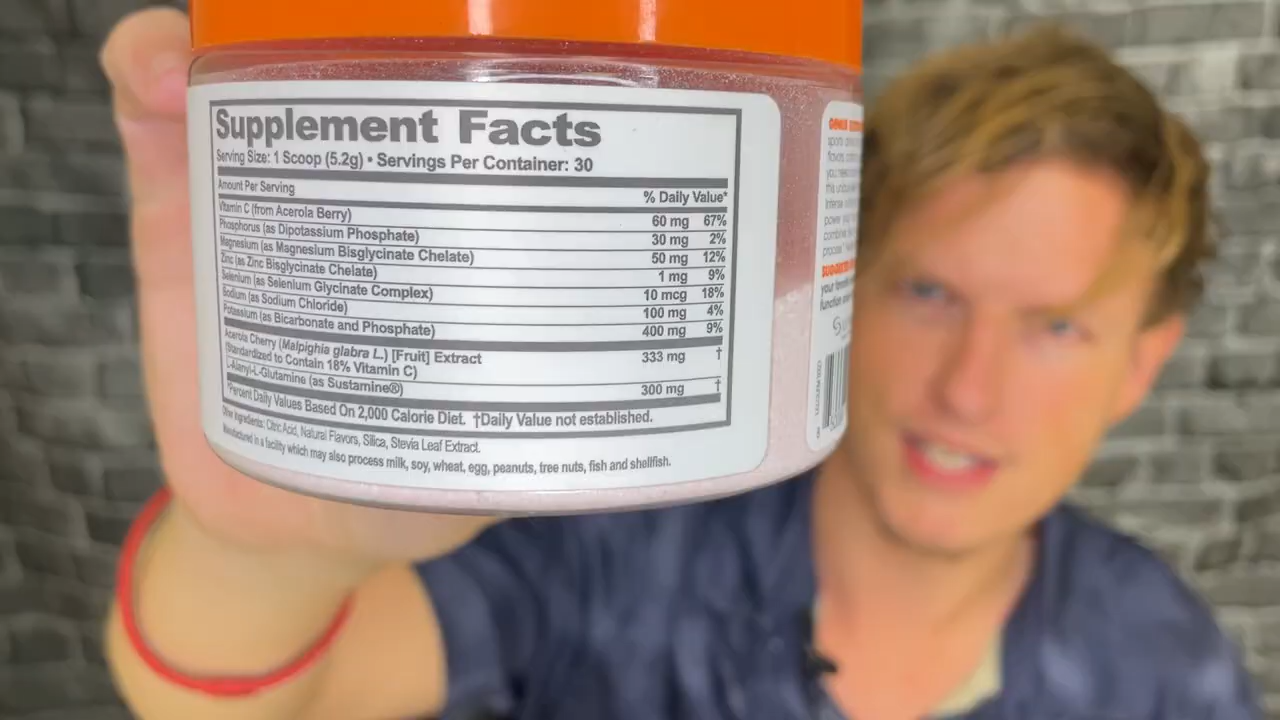 Supplement Facts
Serving Size: 1 Scoop (5.2g) • Servings Per Container: 30
Amount Per Serving % Daily Value*
Vitamin C (from Acerola Berry) 60 mg 67%
Phosphorus (as Dipotassium Phosphate) 30 mg 2%
Magnesium (as Magnesium Bisglycinate Chelate) 50 mg 12%
Zinc (as Zinc Bisglycinate Chelate) 1 mg 9%
Selenium (as Selenium Glycinate Complex) 10 mcg 18%
Sodium (as Sodium Chloride) 100 mg 4%
Potassium (as Bicarbonate and Phosphate) 400 mg 9%
Acerola Cherry (Malpighia glabra L.) [Fruit] Extract 333 mg †
(Standardized to Contain 18% Vitamin C)
L-Alanyl-L-Glutamine (as Sustamine®) 300 mg †
*Percent Daily Values Based On 2,000 Calorie Diet. †Daily Value not established.
Other Ingredients: Citric Acid, Natural Flavors, Silica, Stevia Leaf Extract.
Manufactured in a facility which may also process milk, soy, wheat, egg, peanuts, tree nuts, fish and shellfish.